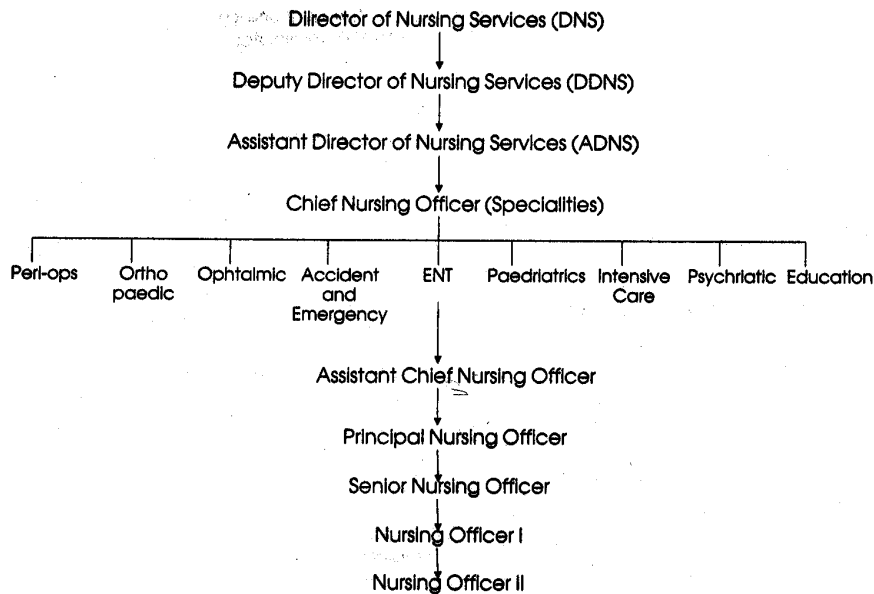 Diirector of Nursing Services (DNS)
Deputy Director of Nursing Services (DDNS)
Assistant Director of Nursing Services (ADNS)
Chief Nursing Officer (Specialities)
Peri-ops
Ortho
paedic
Ophtalmic
Accident
and
Emergency
ENT
Paedriatrics
Intensive
Care
Psychriatic
Education
Assistant Chief Nursing Officer
Principal Nursing Officer
Senior Nursing Officer
Nursing Officer I
Nursing Officer II